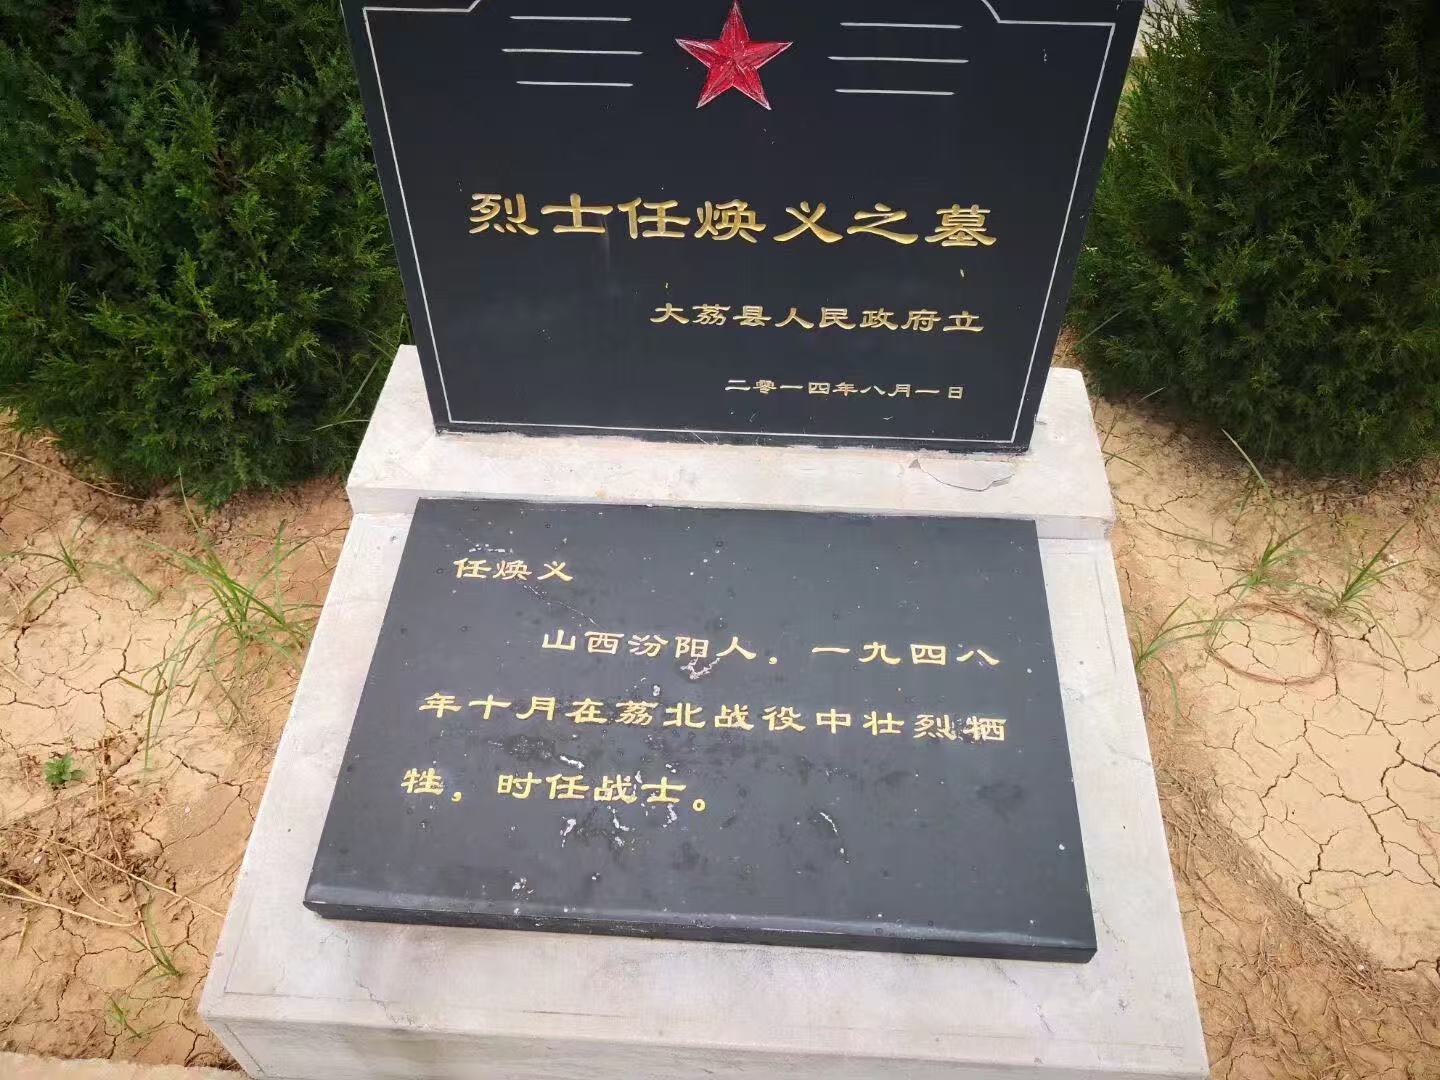 烈士任焕义之墓
大荔县人民政府立
二零一四年八月一日
任焕义
山西汾阳人，一九四八
年十月在荔北战役中壮烈牺
牲，时任战士。